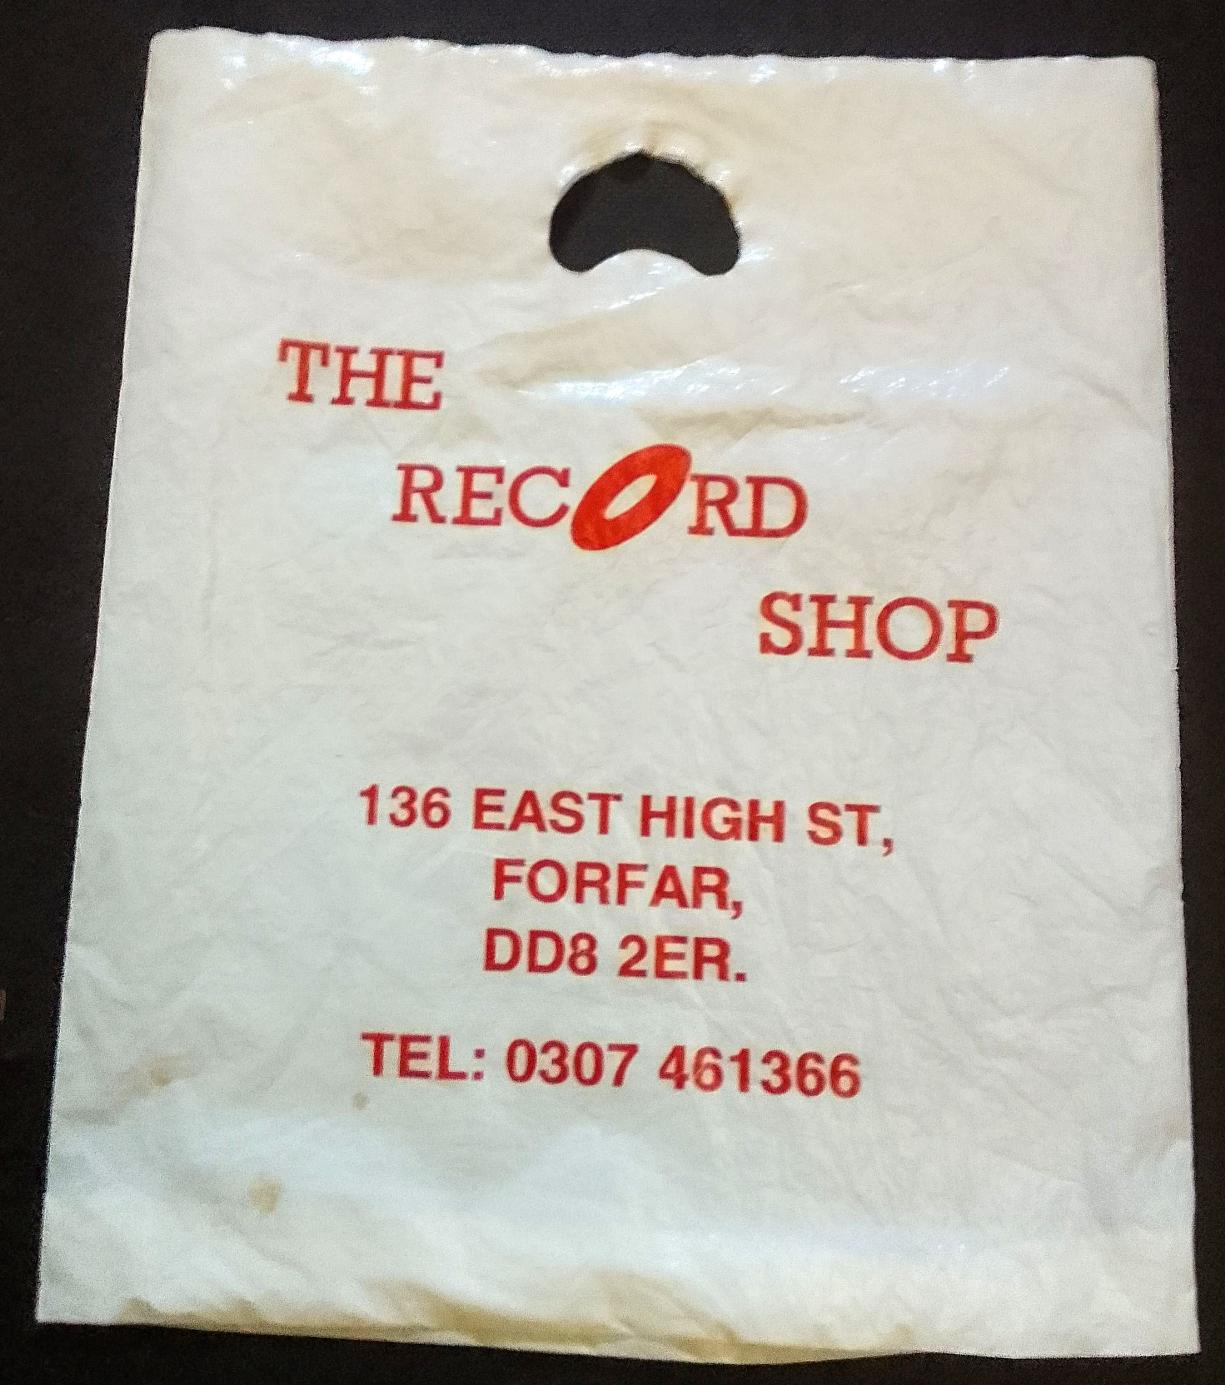 THE
RECORD
SHOP
136 EAST HIGH ST,
FORFAR,
DD8 2ER.
TEL: 0307 461366